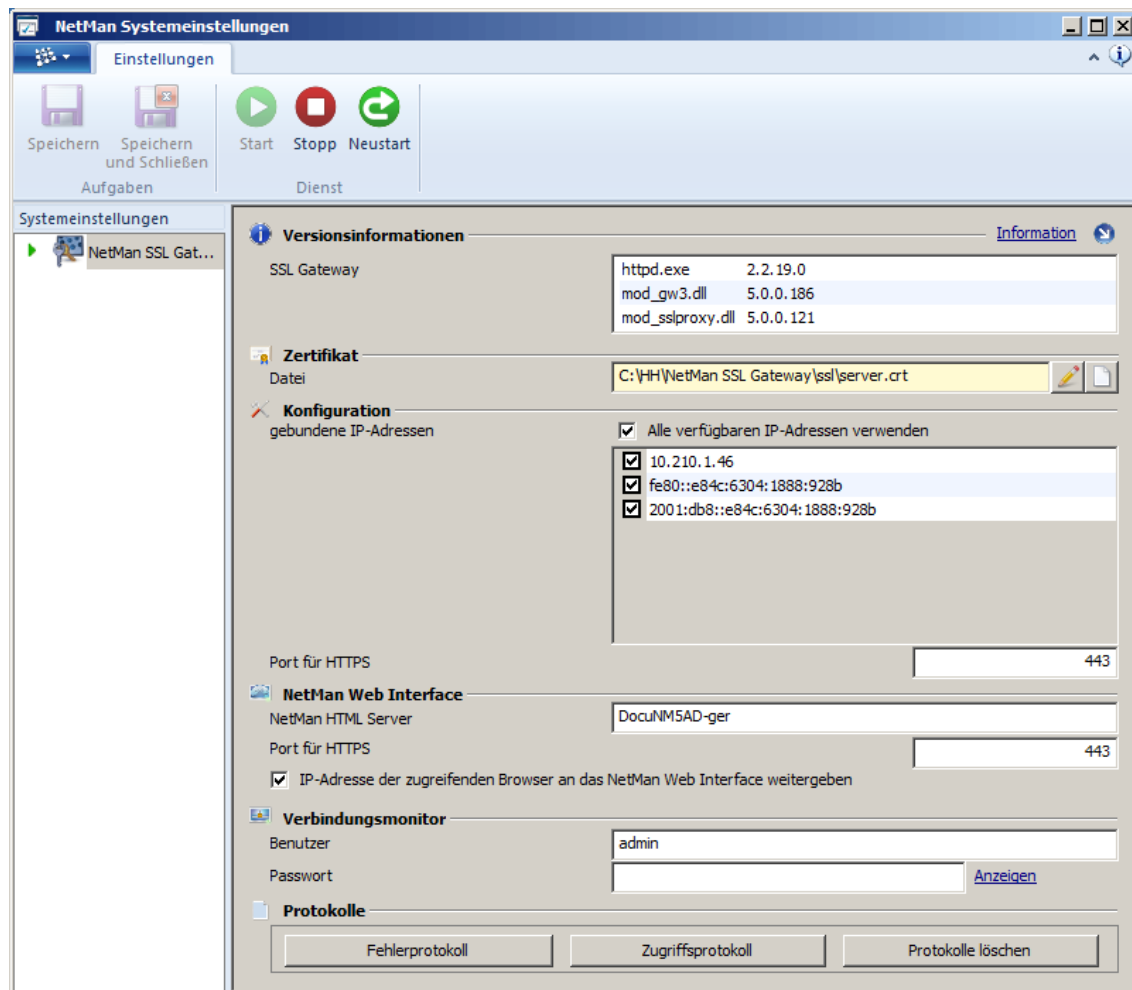 NetMan Systemeinstellungen
Einstellungen
Speichern
Speichern und Schließen
Start
Stopp
Neustart
Aufgaben
Dienst
Systemeinstellungen
NetMan SSL Gat...
Versionsinformationen
Information
SSL Gateway
httpd.exe 2.2.19.0
mod_gw3.dll 5.0.0.186
mod_sslproxy.dll 5.0.0.121
Zertifikat
Datei
C:\HH\NetMan SSL Gateway\ssl\server.crt
Konfiguration
gebundene IP-Adressen
Alle verfügbaren IP-Adressen verwenden
10.210.1.46
fe80::e84c:6304:1888:928b
2001:db8::e84c:6304:1888:928b
Port für HTTPS 443
NetMan Web Interface
NetMan HTML Server DocuNM5AD-ger
Port für HTTPS 443
IP-Adresse der zugreifenden Browser an das NetMan Web Interface weitergeben
Verbindungsmonitor
Benutzer admin
Passwort Anzeigen
Protokolle
Fehlerprotokoll Zugriffsprotokoll Protokolle löschen